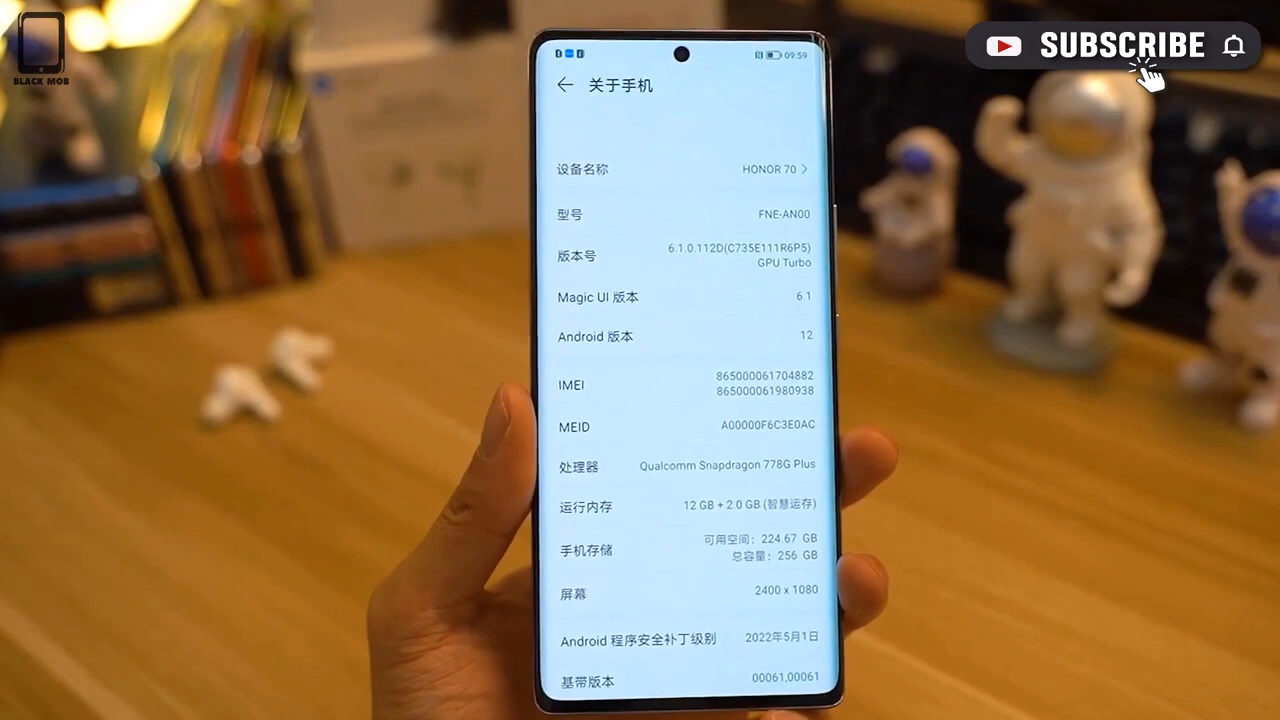 BLACK MOB
SUBSCRIBE
09:59
关于手机
设备名称 HONOR 70
型号 FNE-AN00
版本号 6.1.0.112D(C735E111R6P5)
GPU Turbo
Magic UI 版本 6.1
Android 版本 12
IMEI 865000061704882
865000061980938
MEID A00000F6C3E0AC
处理器 Qualcomm Snapdragon 778G Plus
运行内存 12 GB + 2.0 GB (智慧运存)
手机存储 可用空间：224.67 GB
总容量：256 GB
屏幕 2400 x 1080
Android 程序安全补丁级别 2022年5月1日
基带版本 00061,00061